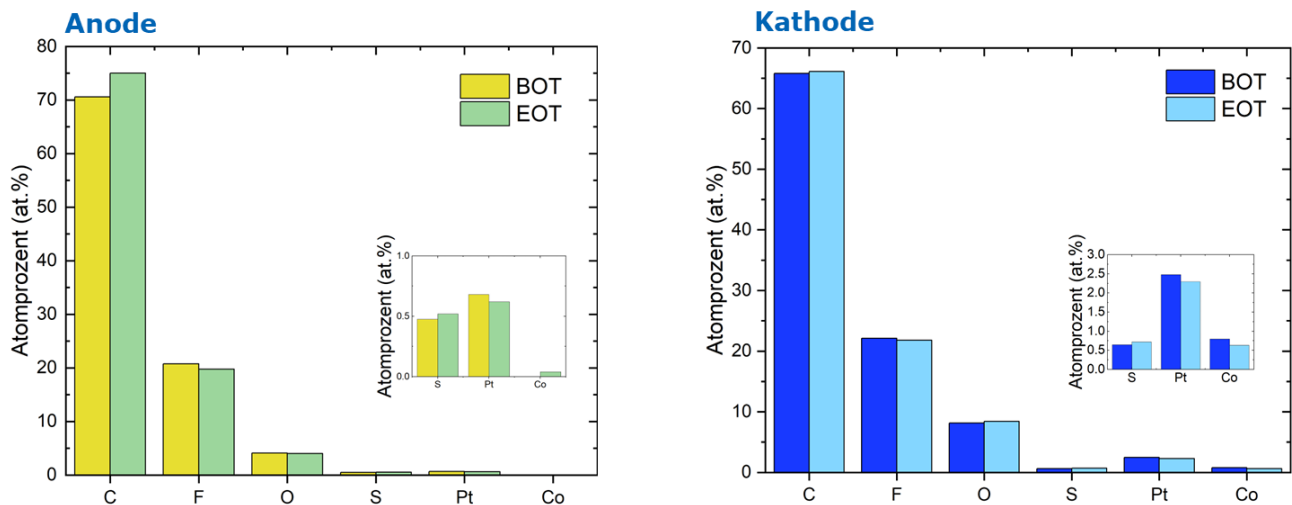 Anode
Atomprozent (at.%)
80
70
60
50
40
30
20
10
0
C F O S Pt Co
BOT
EOT
Atomprozent (at.%)
1.0
0.5
0.0
S Pt Co
Kathode
Atomprozent (at.%)
70
60
50
40
30
20
10
0
C F O S Pt Co
BOT
EOT
Atomprozent (at.%)
3.0
2.5
2.0
1.5
1.0
0.5
0.0
S Pt Co